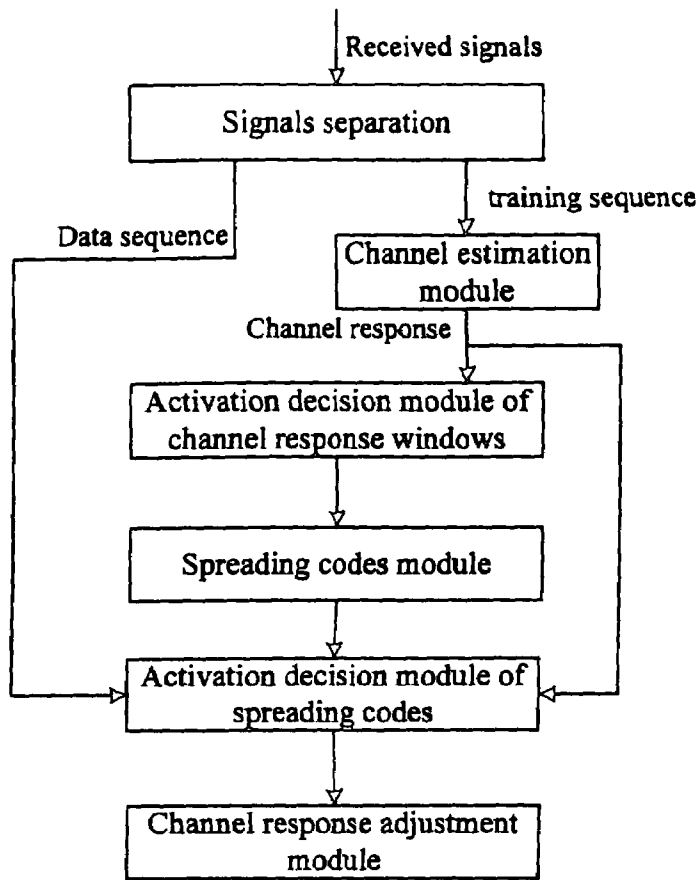 Received signals
Signals separation
training sequence
Data sequence
Channel estimation
module
Channel response
Activation decision module of
channel response windows
Spreading codes module
Activation decision module of
spreading codes
Channel response adjustment
module